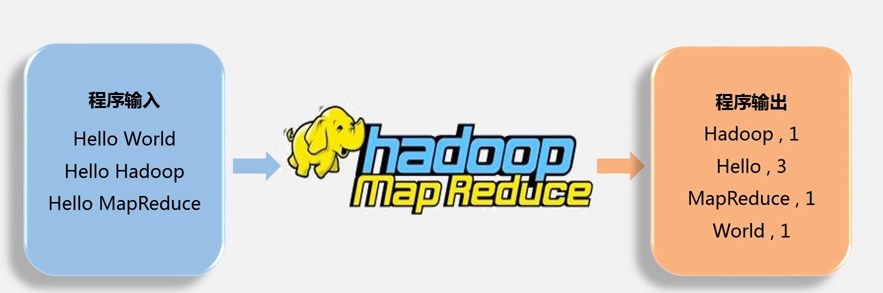 程序输入
Hello World
Hello Hadoop
Hello MapReduce
hadoop
Map Reduce
程序输出
Hadoop , 1
Hello , 3
MapReduce , 1
World , 1